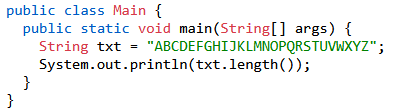 public class Main {
  public static void main(String[] args) {
    String txt = "ABCDEFGHIJKLMNOPQRSTUVWXYZ";
    System.out.println(txt.length());
  }
}